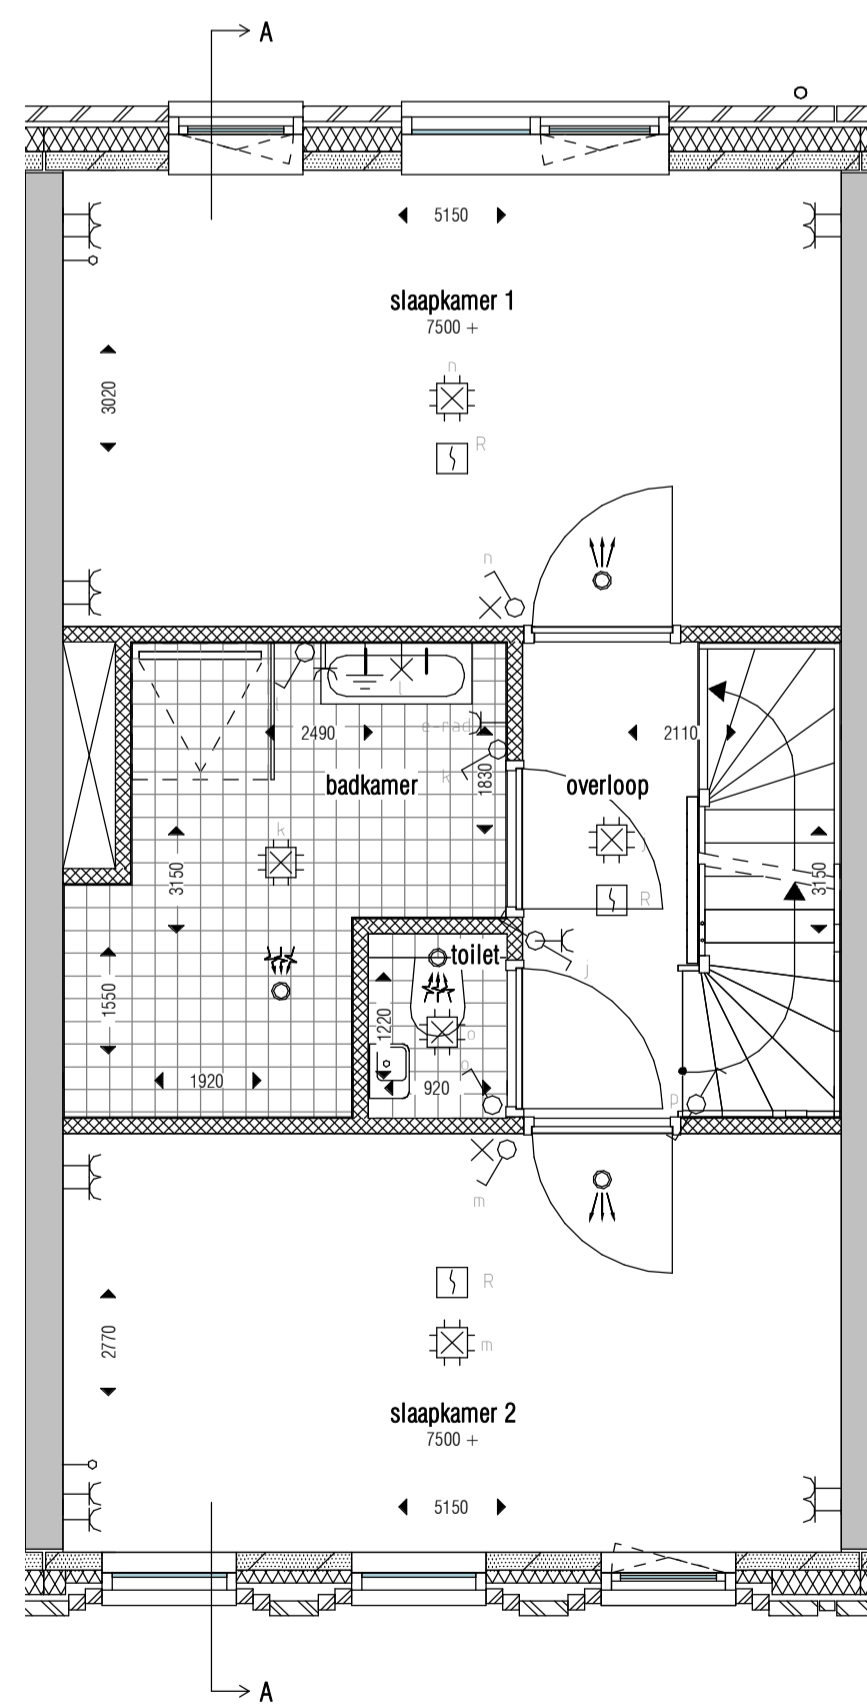 A
5150
slaapkamer 1
7500 +
3020
n
R
n
l
l
2490
e-rad
2110
k
1830
badkamer
overloop
k
j
3150
3150
R
toilet
j
1550
1220
o
o
1920
920
p
m
R
m
2770
slaapkamer 2
7500 +
5150
A